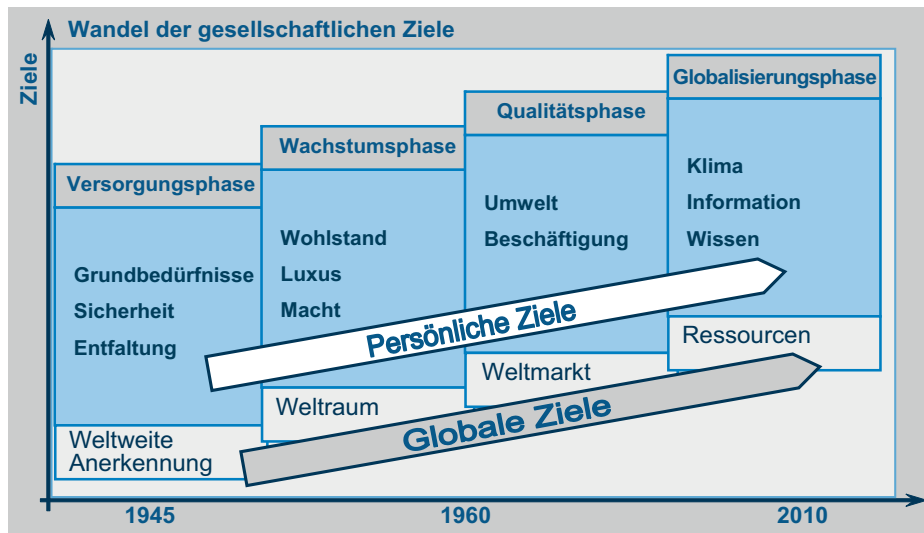 Wandel der gesellschaftlichen Ziele
Ziele
Versorgungsphase
Grundbedürfnisse
Sicherheit
Entfaltung
Weltweite
Anerkennung
Wachstumsphase
Wohlstand
Luxus
Macht
Weltraum
Qualitätsphase
Umwelt
Beschäftigung
Weltmarkt
Globalisierungsphase
Klima
Information
Wissen
Ressourcen
Persönliche Ziele
Globale Ziele
1945
1960
2010